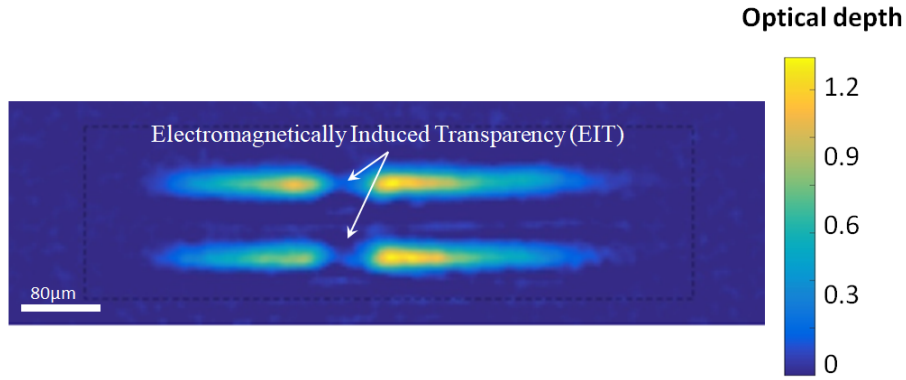 Optical depth
Electromagnetically Induced Transparency (EIT)
1.2
0.9
0.6
0.3
0
80μm